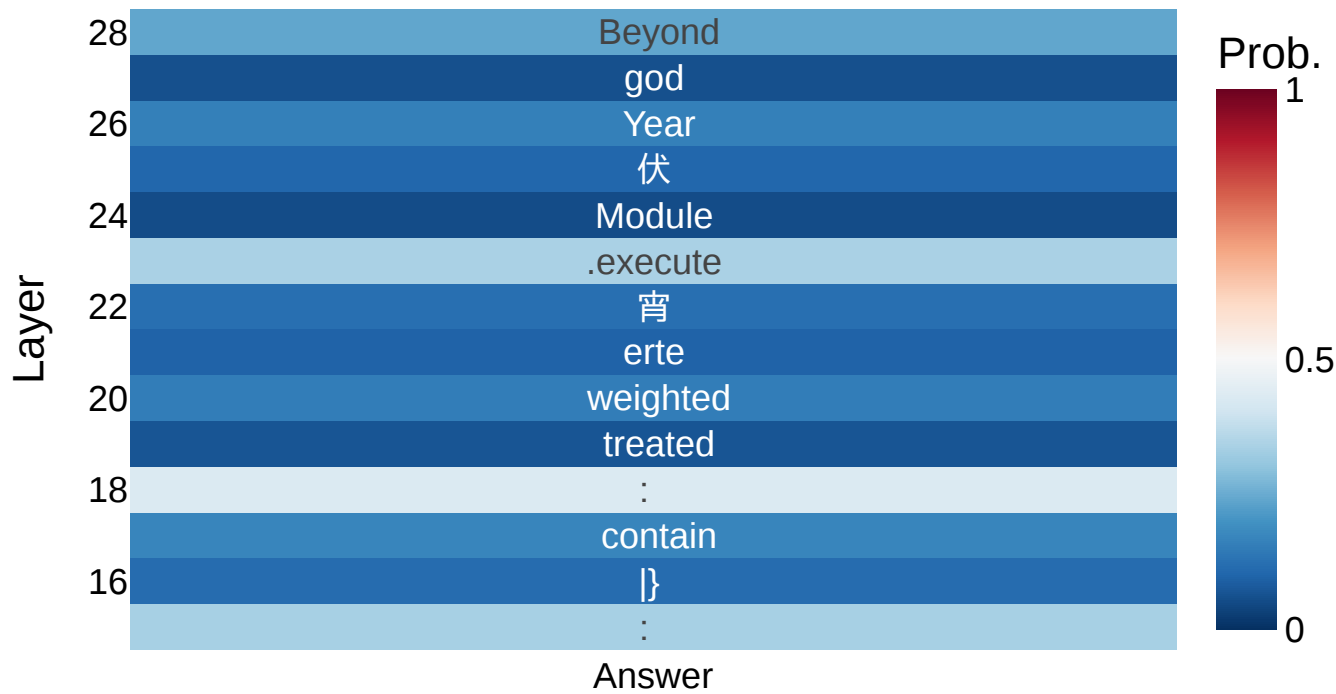 28 Beyond
god
26 Year
伏
24 Module
.execute
22 宵
erte
20 weighted
treated
18 :
contain
16 |}
:
Answer
Layer
Prob.
1
0.5
0